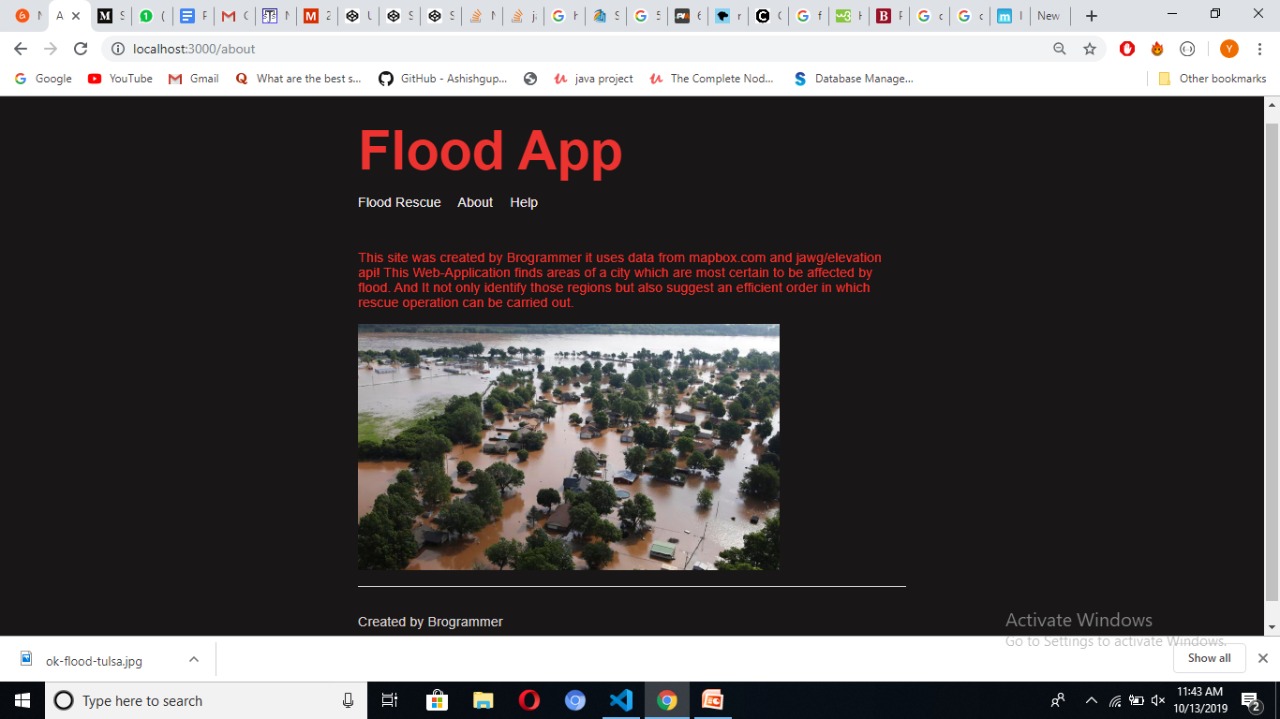 A
M S
(
F
C
N
2
U
S
S
N
j
H
S
5
6
r
C
f
F
B F
c
c
m I
New
localhost:3000/about
Y
Google
YouTube
Gmail
What are the best s...
GitHub - Ashishgup...
java project
The Complete Nod...
Database Manage...
Other bookmarks
Flood App
Flood Rescue About Help
This site was created by Brogrammer it uses data from mapbox.com and jawg/elevation
api! This Web-Application finds areas of a city which are most certain to be affected by
flood. And It not only identify those regions but also suggest an efficient order in which
rescue operation can be carried out.
Created by Brogrammer
Activate Windows
Go to Settings to activate Windows.
ok-flood-tulsa.jpg
Show all
Type here to search
11:43 AM
10/13/2019
2